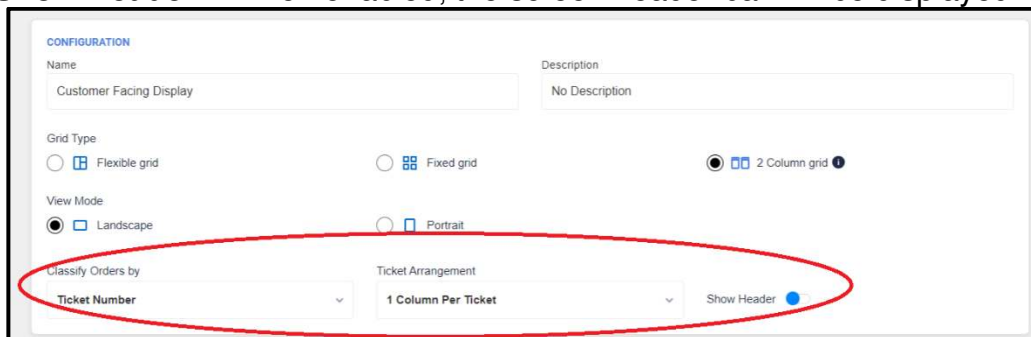 CONFIGURATION
Name Description
Customer Facing Display No Description
Grid Type
Flexible grid Fixed grid 2 Column grid
View Mode
Landscape Portrait
Classify Orders by Ticket Arrangement
Ticket Number 1 Column Per Ticket Show Header